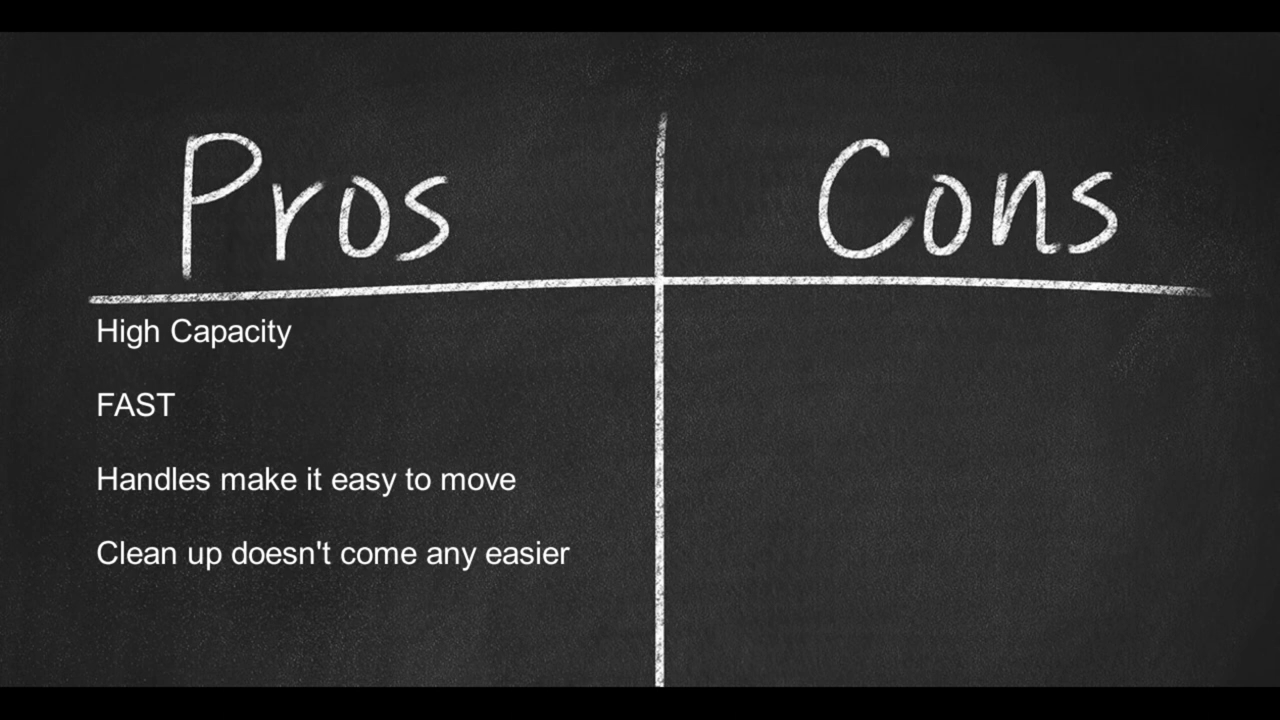 Pros
Cons
High Capacity
FAST
Handles make it easy to move
Clean up doesn't come any easier